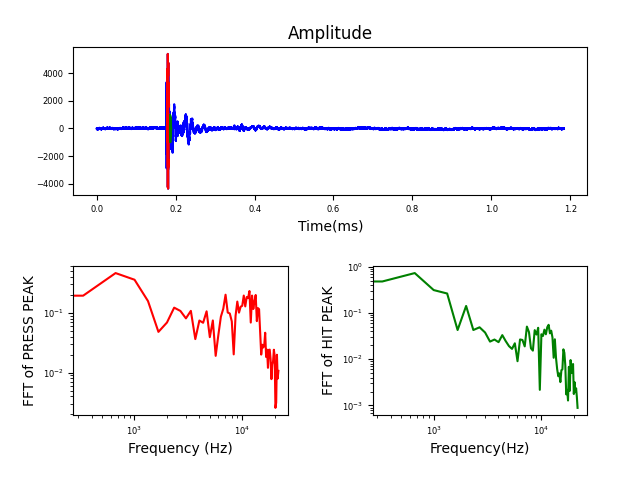 Amplitude
4000
2000
0
−2000
−4000
0.0 0.2 0.4 0.6 0.8 1.0 1.2
Time(ms)
FFT of PRESS PEAK
10⁻¹
10⁻²
10³ 10⁴
Frequency (Hz)
FFT of HIT PEAK
10⁰
10⁻¹
10⁻²
10⁻³
10³ 10⁴
Frequency(Hz)